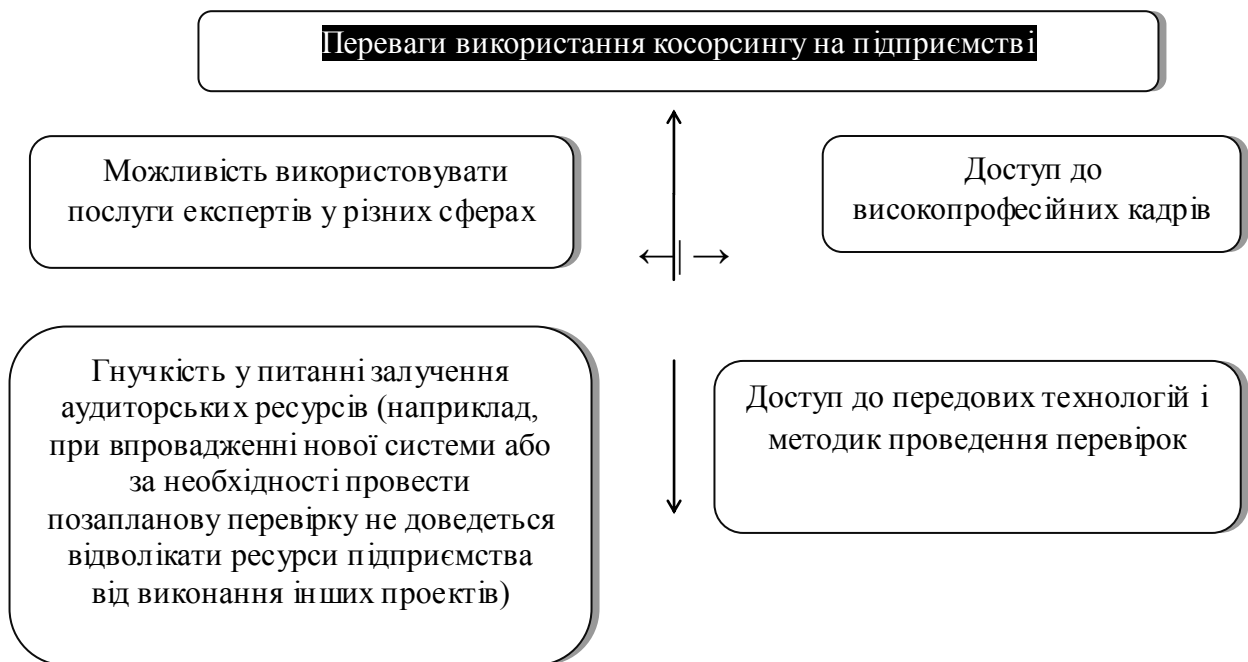 Переваги використання косорсингу на підприємстві
Можливість використовувати
послуги експертів у різних сферах
Доступ до
високопрофесійних кадрів
Гнучкість у питанні залучення
аудиторських ресурсів (наприклад,
при впровадженні нової системи або
за необхідності провести
позапланову перевірку не доведеться
відволікати ресурси підприємства
від виконання інших проектів)
Доступ до передових технологій і
методик проведення перевірок